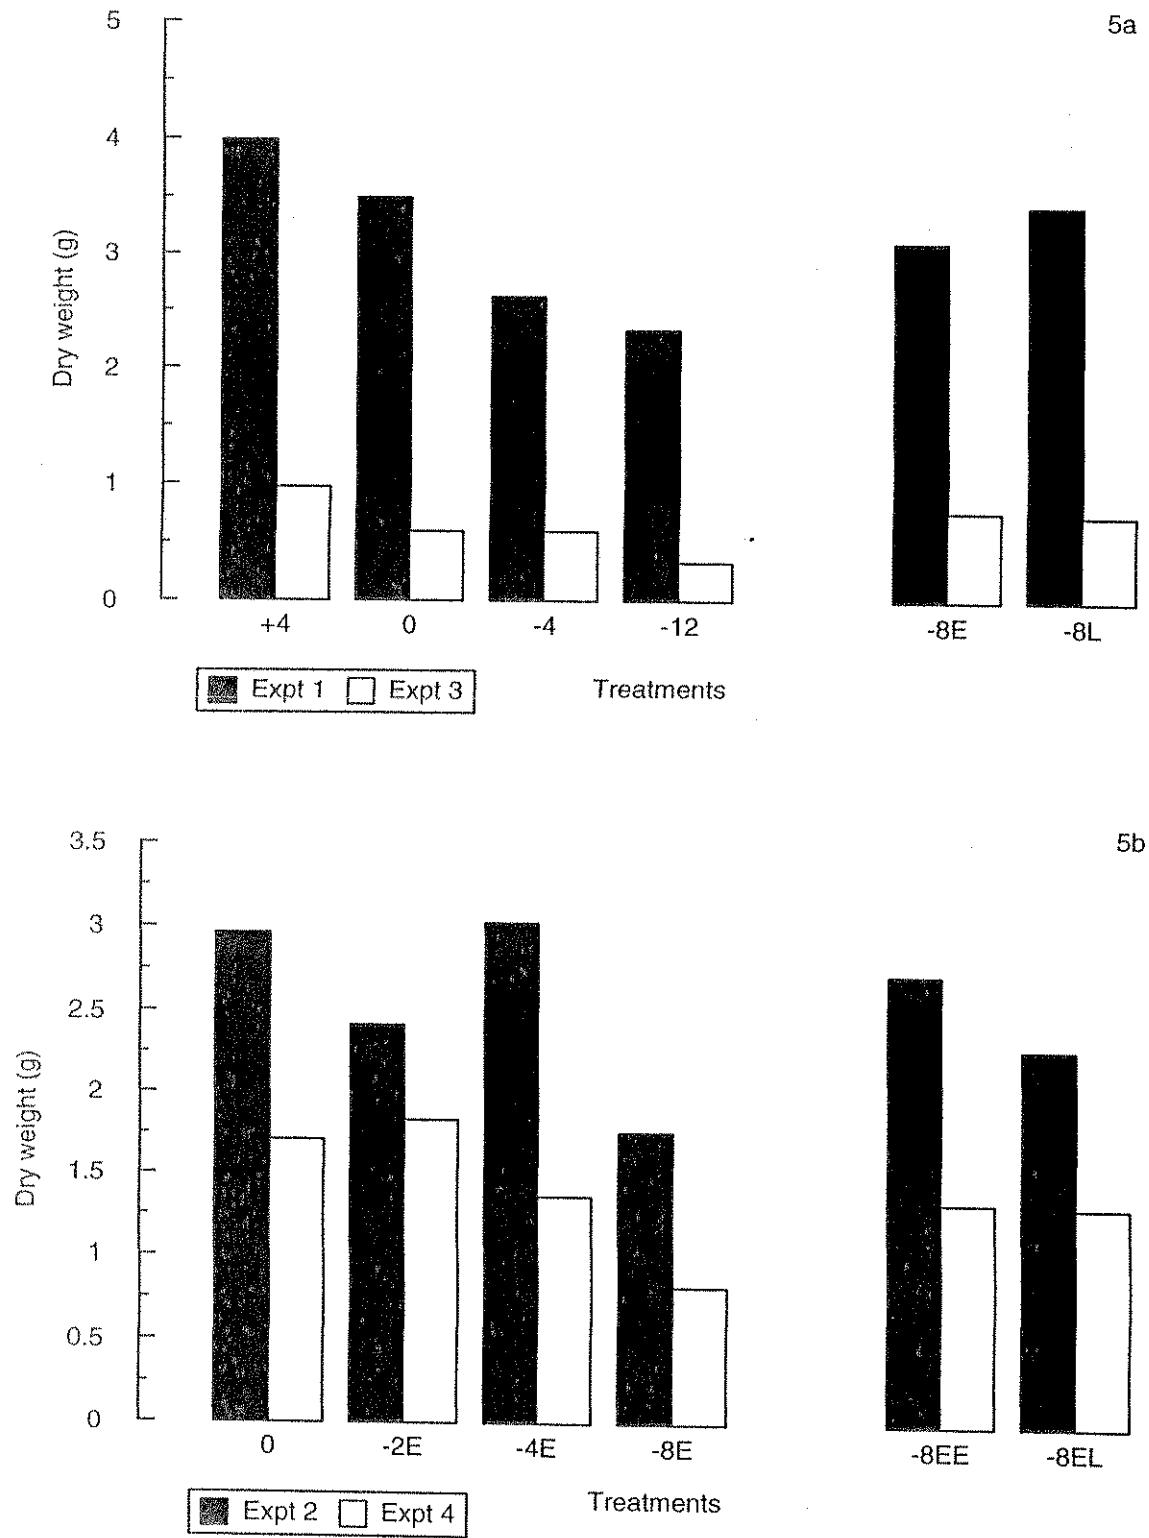 5a
5
4
3
2
1
0
Dry weight (g)
+4 0 -4 -12 -8E -8L
Expt 1 Expt 3
Treatments
5b
3.5
3
2.5
2
1.5
1
0.5
0
Dry weight (g)
0 -2E -4E -8E -8EE -8EL
Expt 2 Expt 4
Treatments